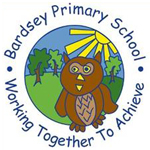 Bardsey Primary School
Working Together To Achieve